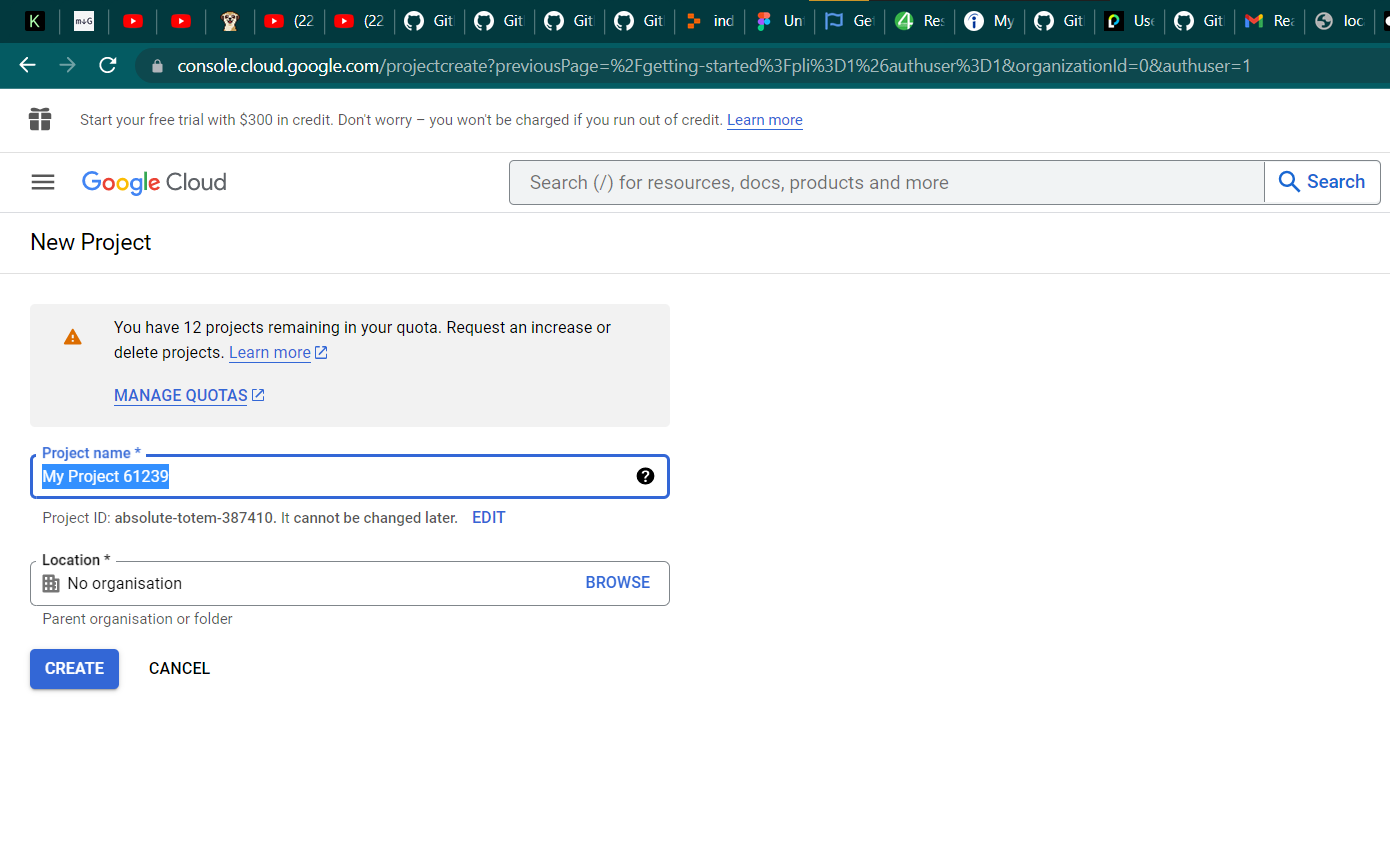 K
(22
(22
Git
Git
Git
Git
ind
Un
Get
Res
My
Git
Use
Git
Rea
loc
console.cloud.google.com/projectcreate?previousPage=%2Fgetting-started%3Fpli%3D1%26authuser%3D1&organizationId=0&authuser=1
Start your free trial with $300 in credit. Don't worry – you won't be charged if you run out of credit. Learn more
Google Cloud
Search (/) for resources, docs, products and more
Search
New Project
You have 12 projects remaining in your quota. Request an increase or
delete projects. Learn more
MANAGE QUOTAS
Project name *
My Project 61239
Project ID: absolute-totem-387410. It cannot be changed later. EDIT
Location *
No organisation
BROWSE
Parent organisation or folder
CREATE
CANCEL